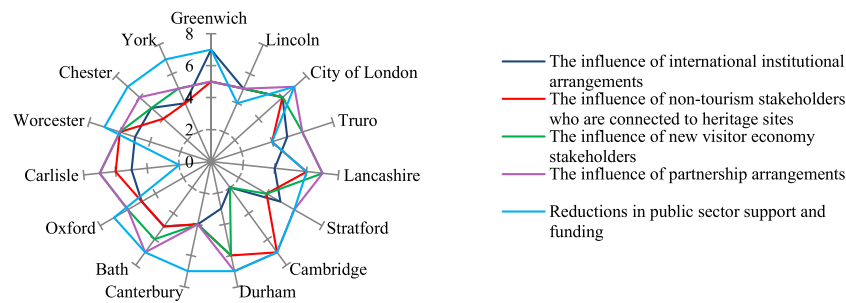 Greenwich
Lincoln
City of London
Truro
Lancashire
Stratford
Cambridge
Durham
Canterbury
Bath
Oxford
Carlisle
Worcester
Chester
York
8
6
4
2
0
The influence of international institutional
arrangements
The influence of non-tourism stakeholders
who are connected to heritage sites
The influence of new visitor economy
stakeholders
The influence of partnership arrangements
Reductions in public sector support and
funding